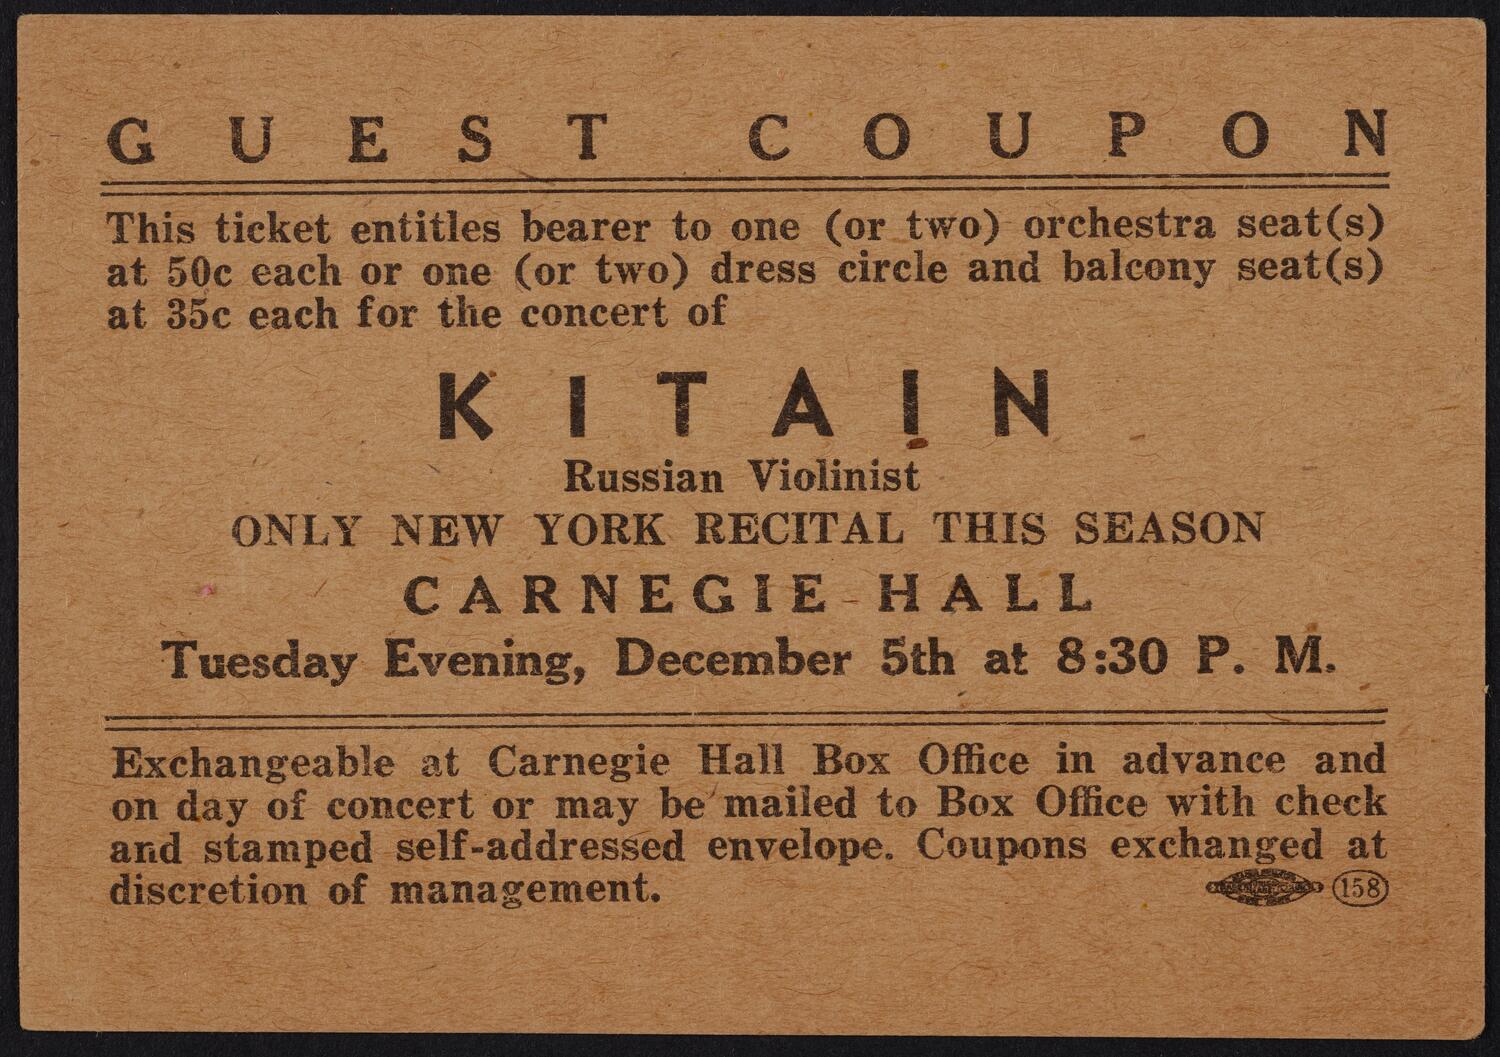 GUEST COUPON
This ticket entitles bearer to one (or two) orchestra seat(s)
at 50c each or one (or two) dress circle and balcony seat(s)
at 35c each for the concert of
KITAIN
Russian Violinist
ONLY NEW YORK RECITAL THIS SEASON
CARNEGIE HALL
Tuesday Evening, December 5th at 8:30 P. M.
Exchangeable at Carnegie Hall Box Office in advance and
on day of concert or may be mailed to Box Office with check
and stamped self-addressed envelope. Coupons exchanged at
discretion of management.
158